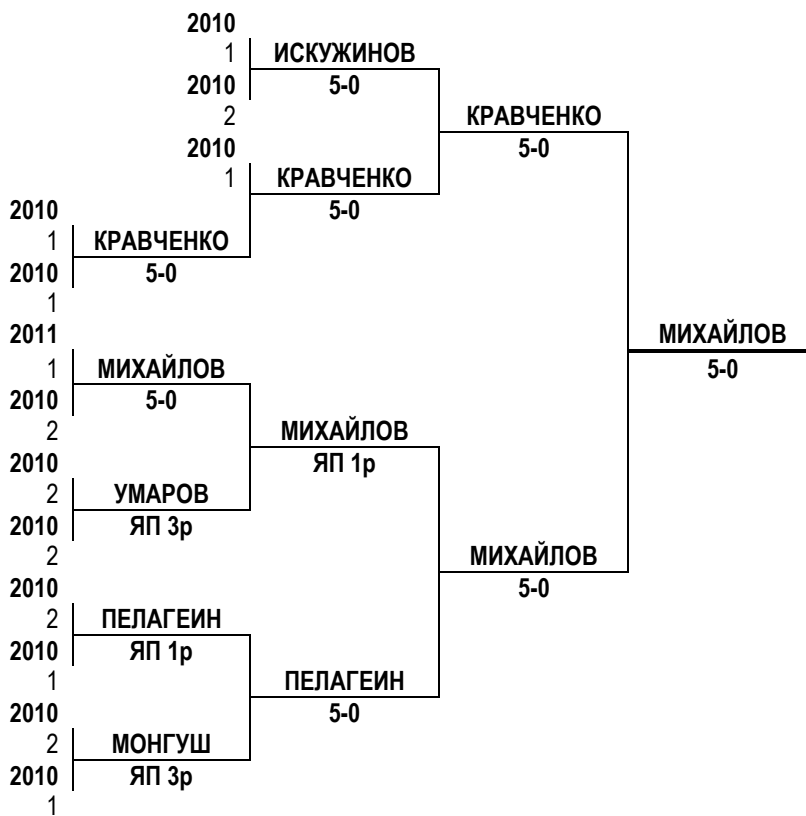 2010
1 ИСКУЖИНОВ
2010 5-0
2 КРАВЧЕНКО
2010 5-0
1 КРАВЧЕНКО
2010 5-0
1 КРАВЧЕНКО
2010 5-0
1
2011 МИХАЙЛОВ
1 МИХАЙЛОВ 5-0
2010 5-0
2 МИХАЙЛОВ
2010 ЯП 1р
2 УМАРОВ
2010 ЯП 3р
2 МИХАЙЛОВ
2010 5-0
2 ПЕЛАГЕИН
2010 ЯП 1р
1 ПЕЛАГЕИН
2010 5-0
2 МОНГУШ
2010 ЯП 3р
1